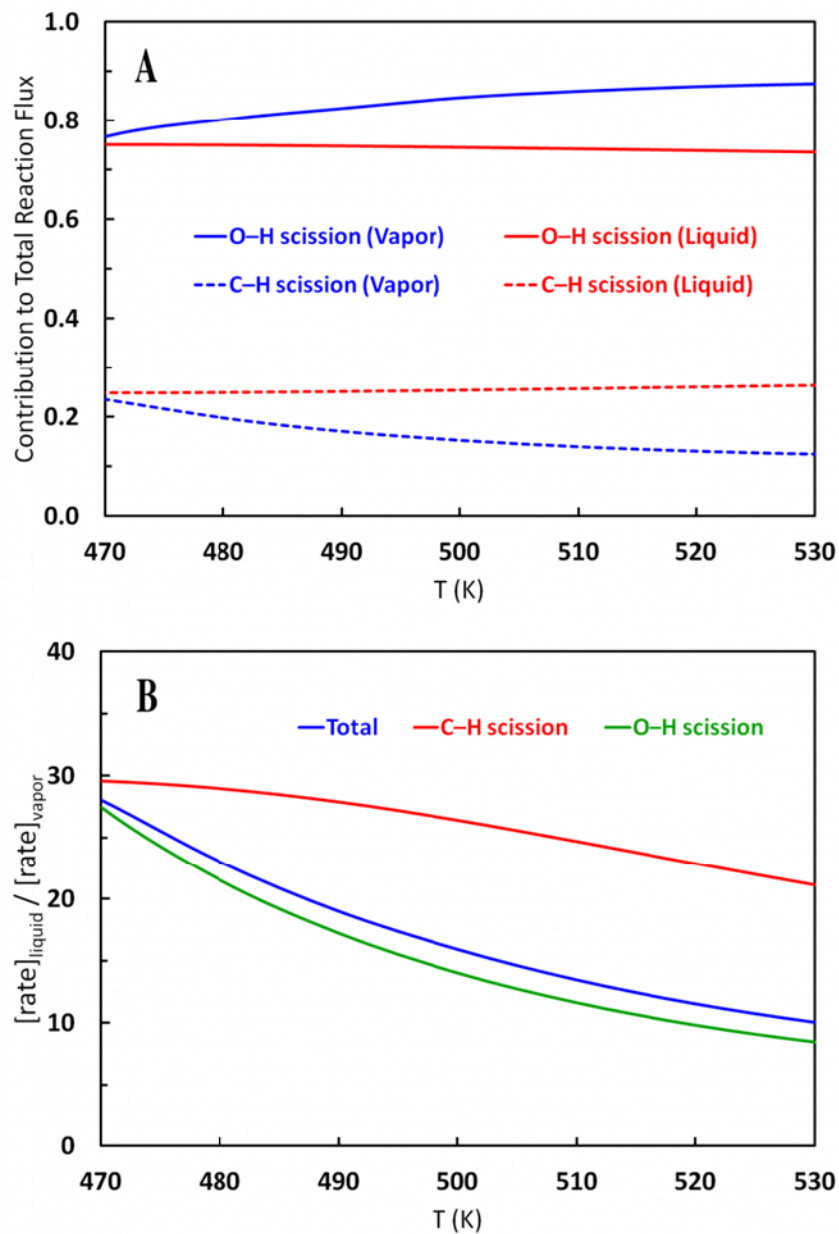 A
Contribution to Total Reaction Flux
1.0
0.8
0.6
0.4
0.2
0.0
O–H scission (Vapor)
O–H scission (Liquid)
C–H scission (Vapor)
C–H scission (Liquid)
470 480 490 500 510 520 530
T (K)
B
[rate]liquid / [rate]vapor
40
30
20
10
0
Total C–H scission O–H scission
470 480 490 500 510 520 530
T (K)